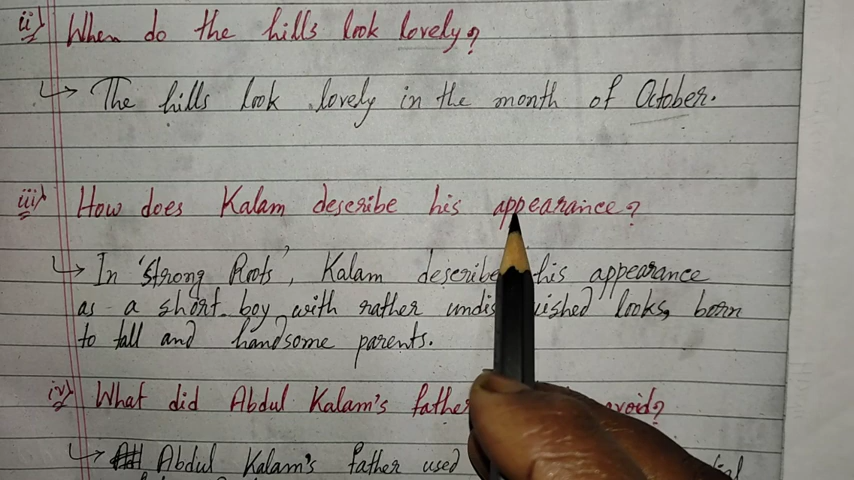 ii) When do the hills look lovely?
↳ The hills look lovely in the month of October.
iii) How does Kalam describe his appearance?
↳ In 'Strong Roots', Kalam describe his appearance
as a short boy with rather undis uished looks, born
to tall and handsome parents.
iv) What did Abdul Kalam's father void?
↳ Abdul Kalam's father used